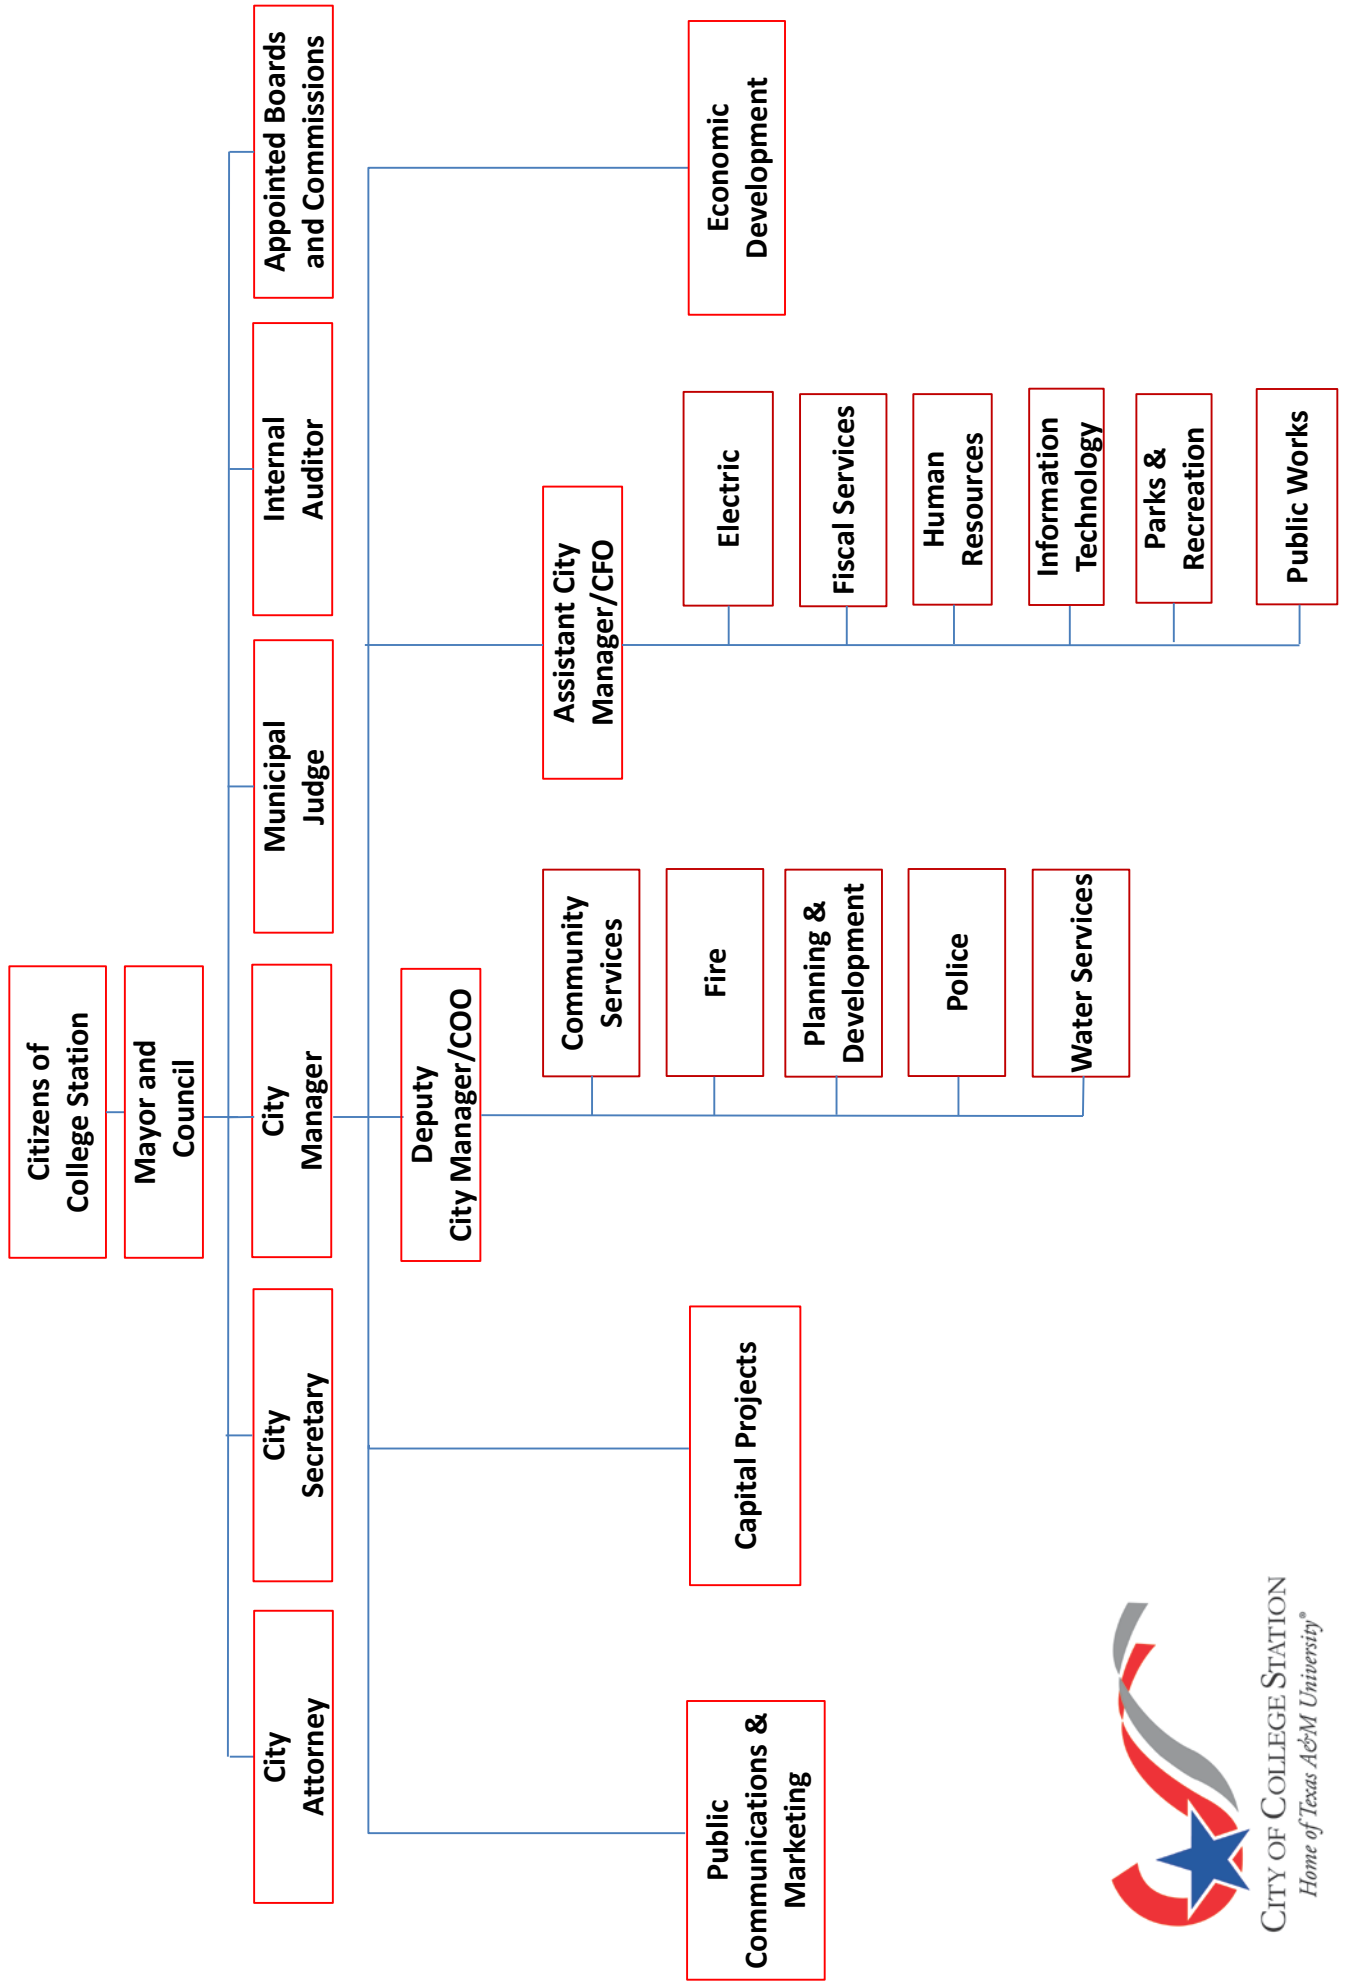 Citizens of
College Station
Mayor and
Council
City
Attorney
City
Secretary
City
Manager
Municipal
Judge
Internal
Auditor
Appointed Boards
and Commissions
Deputy
City Manager/COO
Assistant City
Manager/CFO
Public
Communications &
Marketing
Capital Projects
Community
Services
Fire
Planning &
Development
Police
Water Services
Electric
Fiscal Services
Human
Resources
Information
Technology
Parks &
Recreation
Public Works
Economic
Development
CITY OF COLLEGE STATION
Home of Texas A&M University®